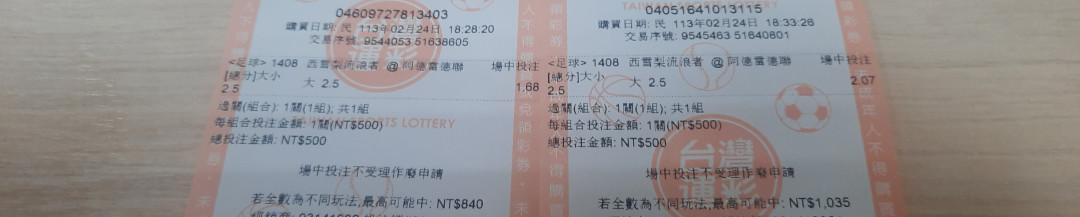 TAIWAN SPORTS LOTTERY
04609727813403
購買日期: 民 113年02月24日 18:28:20
交易序號: 9544053 51638605
<足球> 1408 西雪梨流浪者 @ 阿德雷德聯 場中投注
[總分]大小
2.5 大 2.5 1.68
過關(組合): 1關(1組); 共1組
每組合投注金額: 1關(NT$500)
總投注金額: NT$500
場中投注不受理作廢申請
若全數為不同玩法,最高可能中: NT$840
04051641013115
購買日期: 民 113年02月24日 18:33:26
交易序號: 9545463 51640801
<足球> 1408 西雪梨流浪者 @ 阿德雷德聯 場中投注
[總分]大小
2.5 大 2.5 2.07
過關(組合): 1關(1組); 共1組
每組合投注金額: 1關(NT$500)
總投注金額: NT$500
場中投注不受理作廢申請
若全數為不同玩法,最高可能中: NT$1,035
台灣
運彩